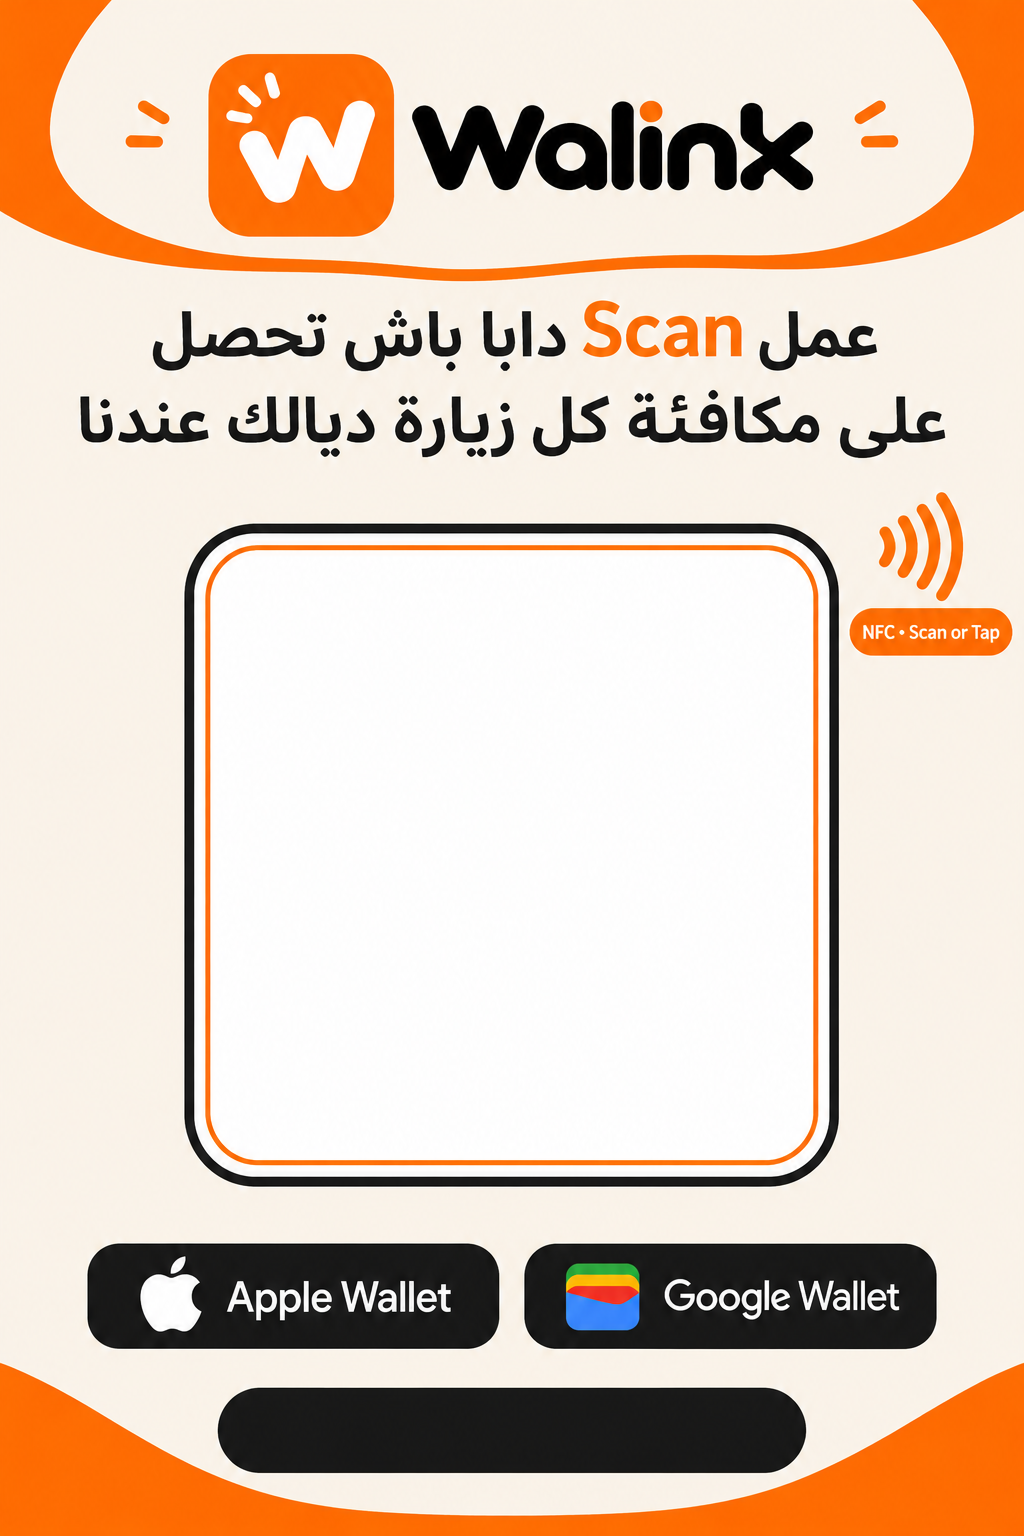 Walinx
عمل Scan دابا باش تحصل
على مكافئة كل زيارة ديالك عندنا
NFC • Scan or Tap
Apple Wallet
Google Wallet